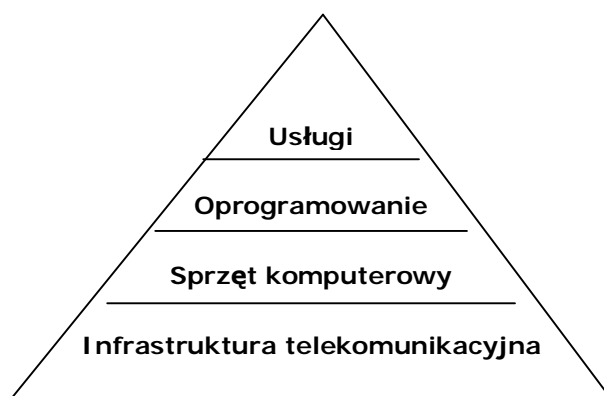 Usługi
Oprogramowanie
Sprzęt komputerowy
Infrastruktura telekomunikacyjna